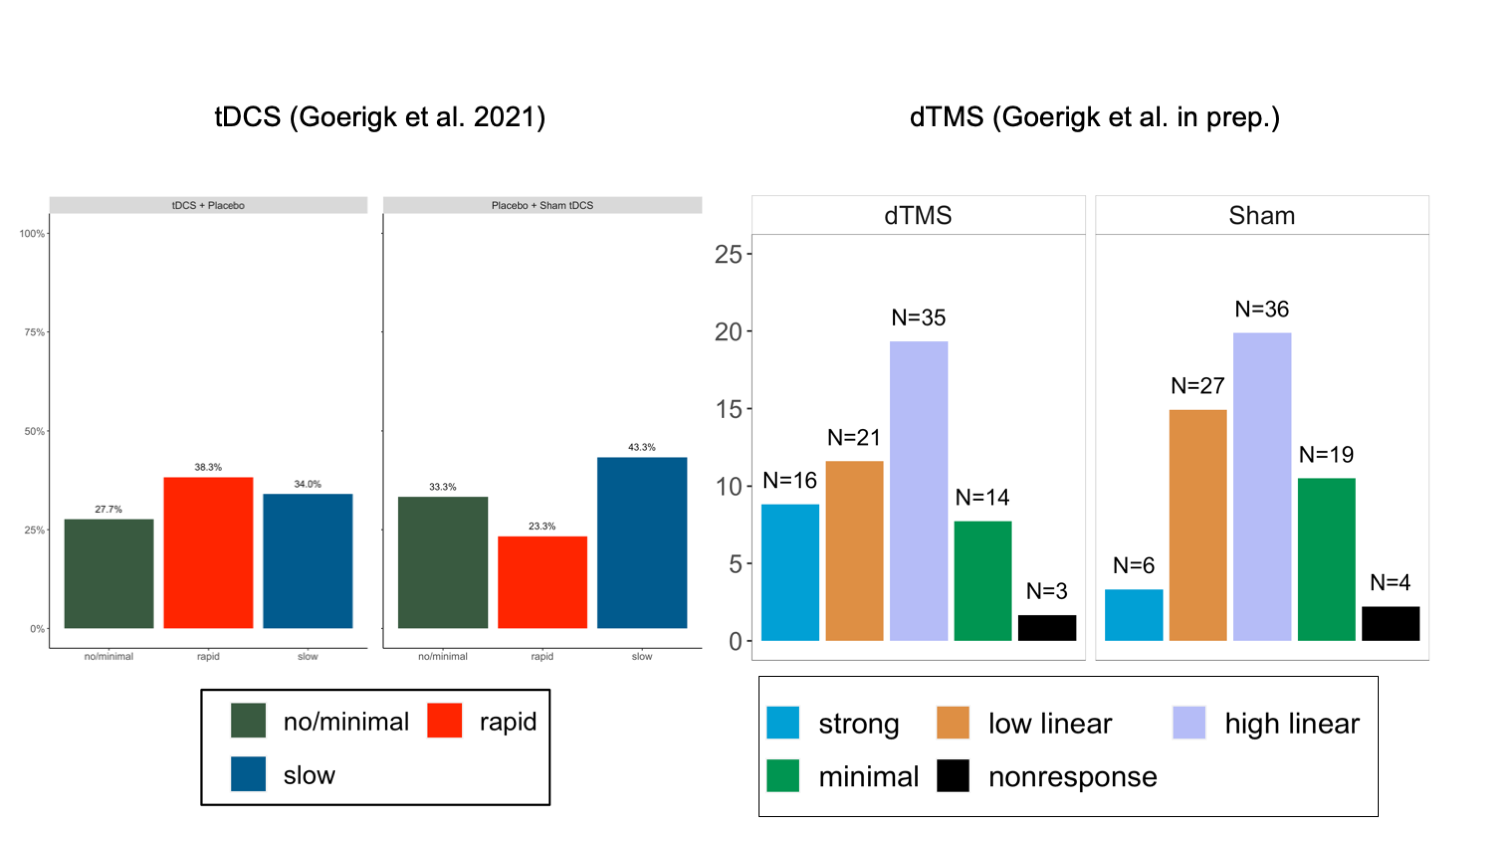 tDCS (Goerigk et al. 2021)
tDCS + Placebo
Placebo + Sham tDCS
100%
75%
50%
25%
0%
27.7%
38.3%
34.0%
33.3%
23.3%
43.3%
no/minimal
rapid
slow
no/minimal
rapid
slow
no/minimal
rapid
slow
dTMS (Goerigk et al. in prep.)
dTMS
Sham
25
20
15
10
5
0
N=16
N=21
N=35
N=14
N=3
N=6
N=27
N=36
N=19
N=4
strong
low linear
high linear
minimal
nonresponse